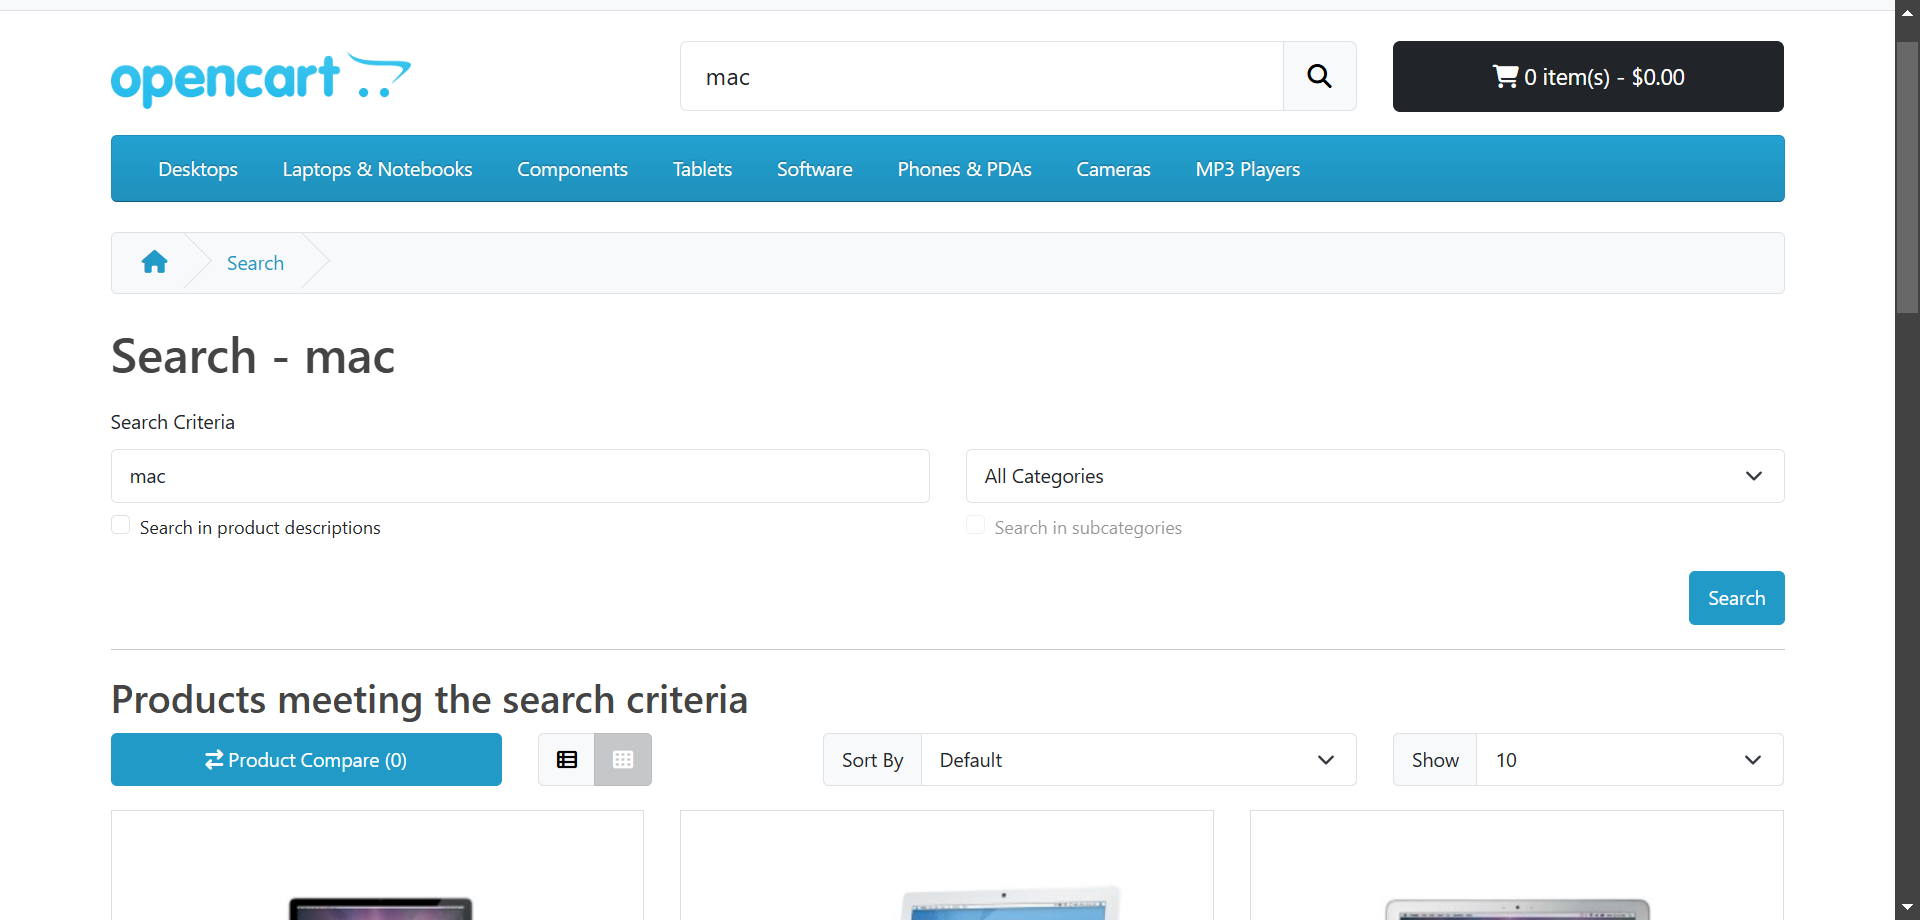 opencart
mac
0 item(s) - $0.00
Desktops Laptops & Notebooks Components Tablets Software Phones & PDAs Cameras MP3 Players
Search
Search - mac
Search Criteria
mac
All Categories
Search in product descriptions
Search in subcategories
Search
Products meeting the search criteria
Product Compare (0)
Sort By Default
Show 10